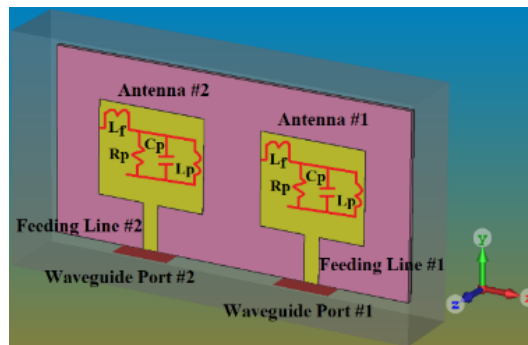 Antenna #2
Antenna #1
Lf
Rp
Cp
Lp
Lf
Rp
Cp
Lp
Feeding Line #2
Feeding Line #1
Waveguide Port #2
Waveguide Port #1
Y
Z